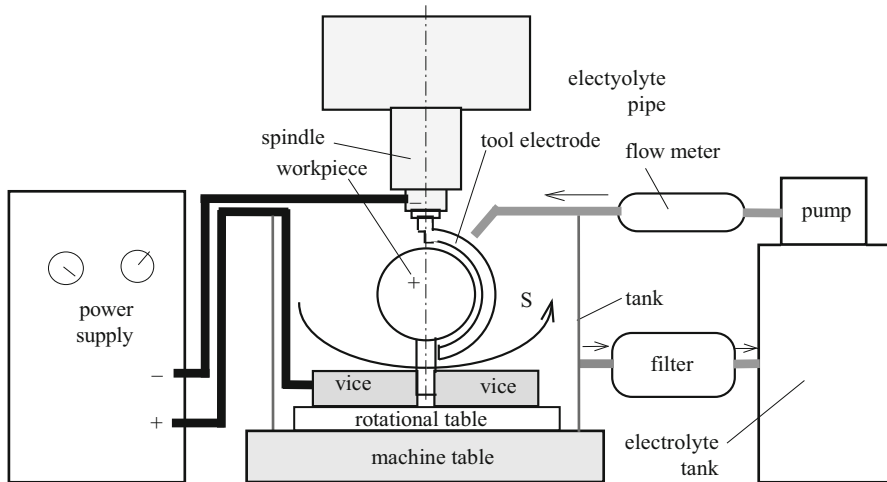 electyolyte
pipe
spindle
tool electrode
workpiece
flow meter
−
pump
+
S
power
supply
tank
filter
−
vice
vice
+
rotational table
machine table
electrolyte
tank